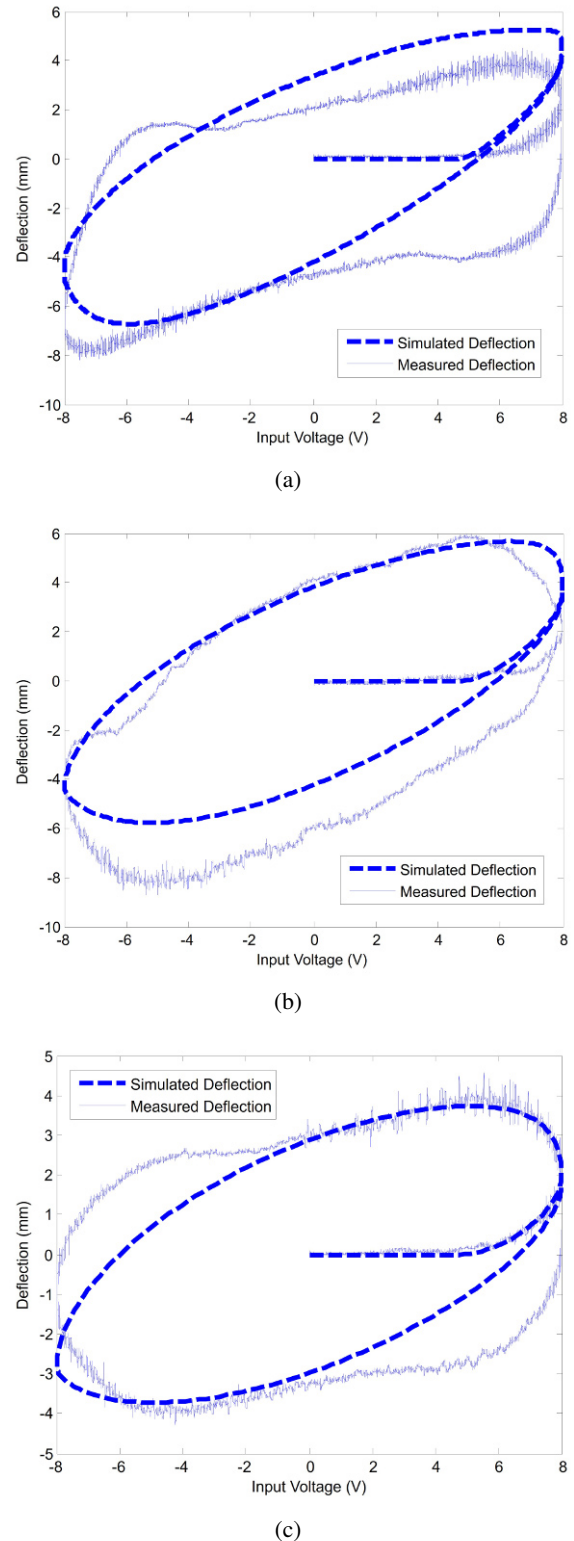 6
4
2
0
-2
-4
-6
-8
-10
Deflection (mm)
Simulated Deflection
Measured Deflection
-8 -6 -4 -2 0 2 4 6 8
Input Voltage (V)
(a)
6
4
2
0
-2
-4
-6
-8
-10
Deflection (mm)
Simulated Deflection
Measured Deflection
-8 -6 -4 -2 0 2 4 6 8
Input Voltage (V)
(b)
5
4
3
2
1
0
-1
-2
-3
-4
-5
Deflection (mm)
Simulated Deflection
Measured Deflection
-8 -6 -4 -2 0 2 4 6 8
Input Voltage (V)
(c)